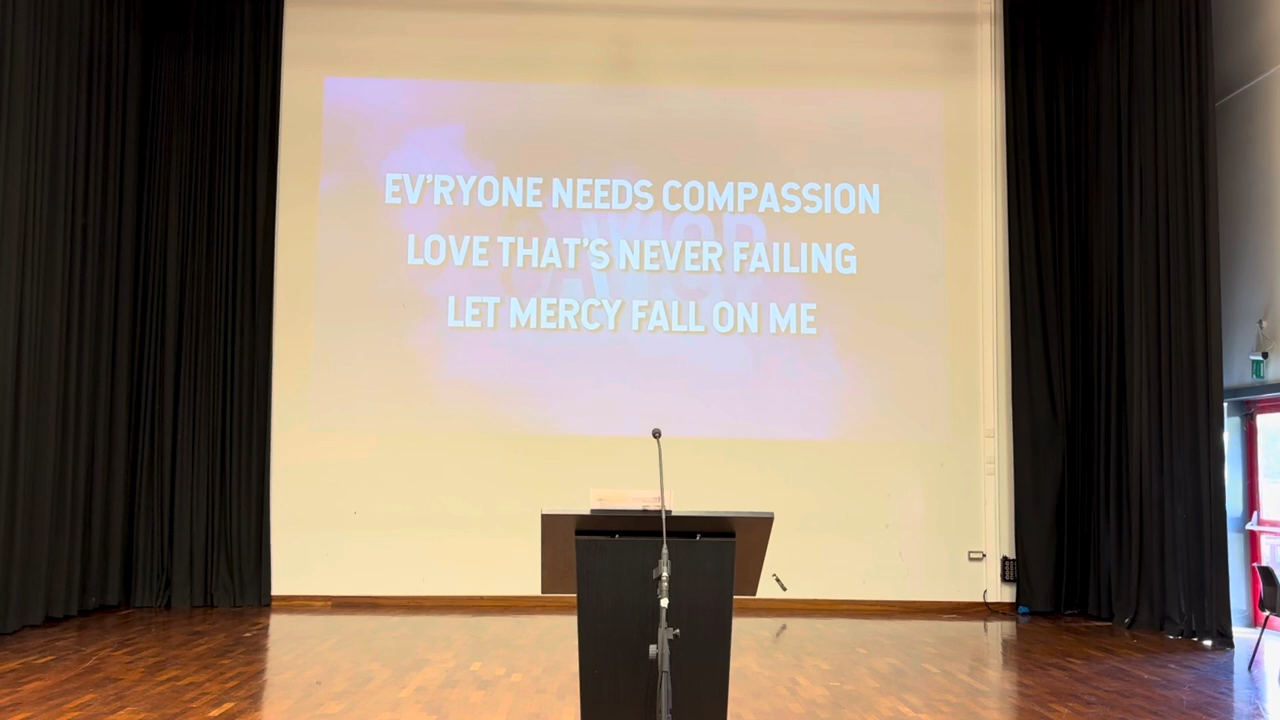 EV'RYONE NEEDS COMPASSION
LOVE THAT'S NEVER FAILING
LET MERCY FALL ON ME